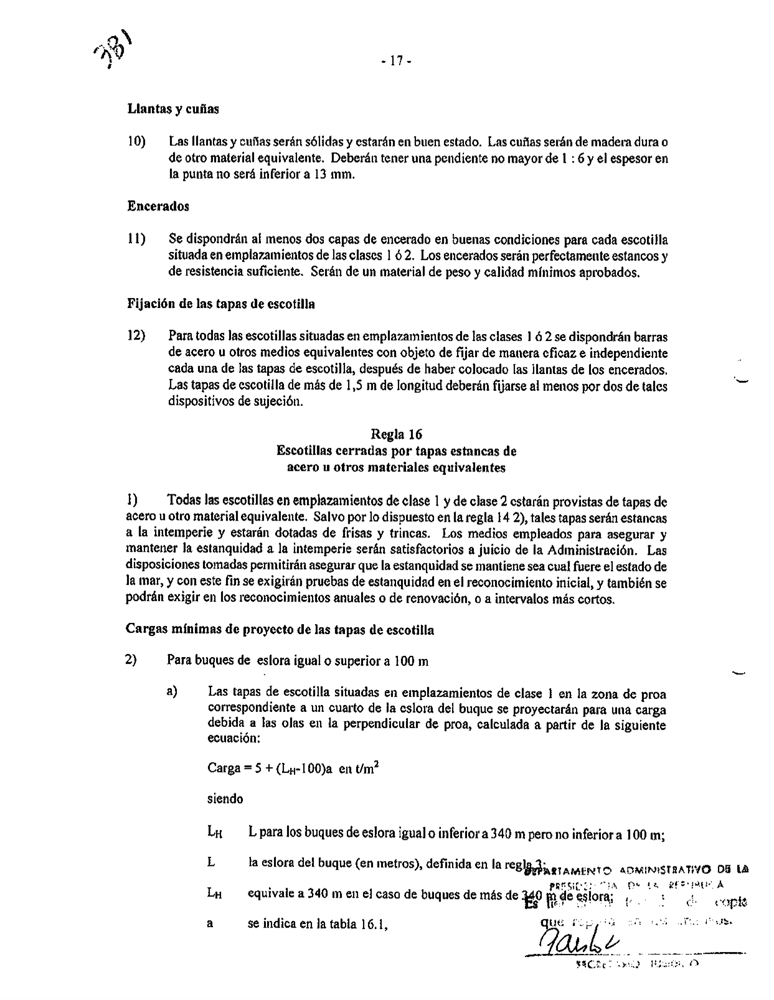 381
- 17 -
Llantas y cuñas
10) Las llantas y cuñas serán sólidas y estarán en buen estado. Las cuñas serán de madera dura o
de otro material equivalente. Deberán tener una pendiente no mayor de 1 : 6 y el espesor en
la punta no será inferior a 13 mm.
Encerados
11) Se dispondrán al menos dos capas de encerado en buenas condiciones para cada escotilla
situada en emplazamientos de las clases 1 ó 2. Los encerados serán perfectamente estancos y
de resistencia suficiente. Serán de un material de peso y calidad mínimos aprobados.
Fijación de las tapas de escotilla
12) Para todas las escotillas situadas en emplazamientos de las clases 1 ó 2 se dispondrán barras
de acero u otros medios equivalentes con objeto de fijar de manera eficaz e independiente
cada una de las tapas de escotilla, después de haber colocado las llantas de los encerados.
Las tapas de escotilla de más de 1,5 m de longitud deberán fijarse al menos por dos de tales
dispositivos de sujeción.
Regla 16
Escotillas cerradas por tapas estancas de
acero u otros materiales equivalentes
1) Todas las escotillas en emplazamientos de clase 1 y de clase 2 estarán provistas de tapas de
acero u otro material equivalente. Salvo por lo dispuesto en la regla 14 2), tales tapas serán estancas
a la intemperie y estarán dotadas de frisas y trincas. Los medios empleados para asegurar y
mantener la estanquidad a la intemperie serán satisfactorios a juicio de la Administración. Las
disposiciones tomadas permitirán asegurar que la estanquidad se mantiene sea cual fuere el estado de
la mar, y con este fin se exigirán pruebas de estanquidad en el reconocimiento inicial, y también se
podrán exigir en los reconocimientos anuales o de renovación, o a intervalos más cortos.
Cargas mínimas de proyecto de las tapas de escotilla
2) Para buques de eslora igual o superior a 100 m
a) Las tapas de escotilla situadas en emplazamientos de clase 1 en la zona de proa
correspondiente a un cuarto de la eslora del buque se proyectarán para una carga
debida a las olas en la perpendicular de proa, calculada a partir de la siguiente
ecuación:
Carga = 5 + (L_H-100)a en t/m²
siendo
L_H L para los buques de eslora igual o inferior a 340 m pero no inferior a 100 m;
L la eslora del buque (en metros), definida en la regla 3;
DEPARTAMENTO ADMINISTRATIVO DE LA
PRESIDENCIA DE LA REPUBLICA
L_H equivale a 340 m en el caso de buques de más de 340 m de eslora;
Es copia
a se indica en la tabla 16.1,
que